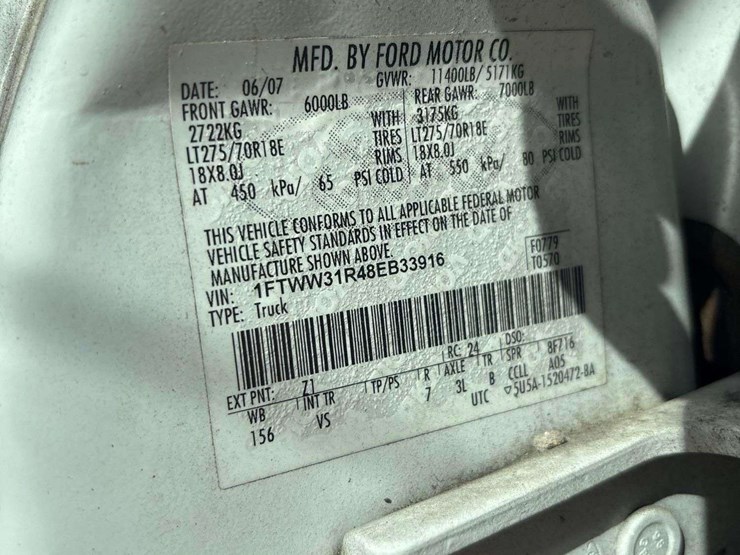 MFD. BY FORD MOTOR CO.
DATE: 06/07 GVWR: 11400LB/5171KG
FRONT GAWR: 6000LB REAR GAWR: 7000LB
2722KG WITH 3175KG WITH
LT275/70R18E TIRES LT275/70R18E TIRES
18X8.0J RIMS 18X8.0J RIMS
AT 450 kPa/ 65 PSI COLD AT 550 kPa/ 80 PSI COLD
THIS VEHICLE CONFORMS TO ALL APPLICABLE FEDERAL MOTOR
VEHICLE SAFETY STANDARDS IN EFFECT ON THE DATE OF
MANUFACTURE SHOWN ABOVE.
VIN: 1FTWW31R48EB33916 F0779
TYPE: Truck T0570
EXT PNT: Z1 RC: 24 DSO:
WB INT TR TP/PS R AXLE TR SPR 8F716
156 VS 7 3L B CCLL A05
UTC 5U5A-1520472-BA